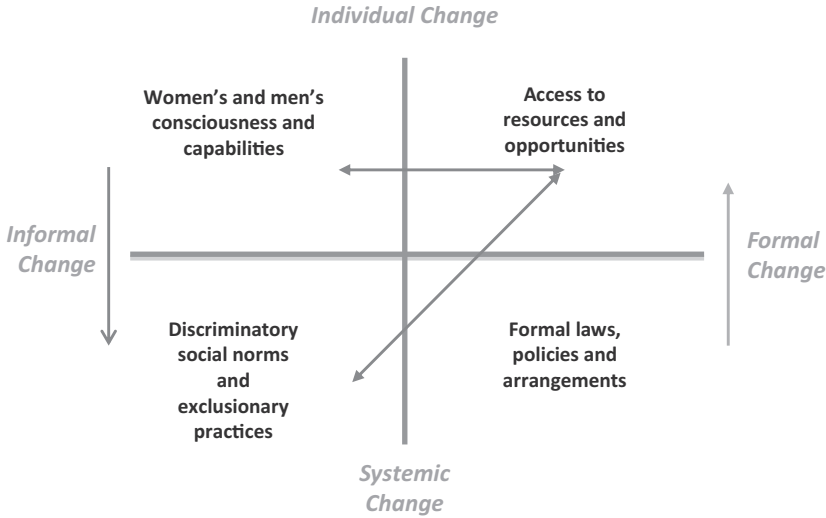 Individual Change
Women's and men's
consciousness and
capabilities
Access to
resources and
opportunities
Informal
Change
Formal
Change
Discriminatory
social norms
and
exclusionary
practices
Formal laws,
policies and
arrangements
Systemic
Change